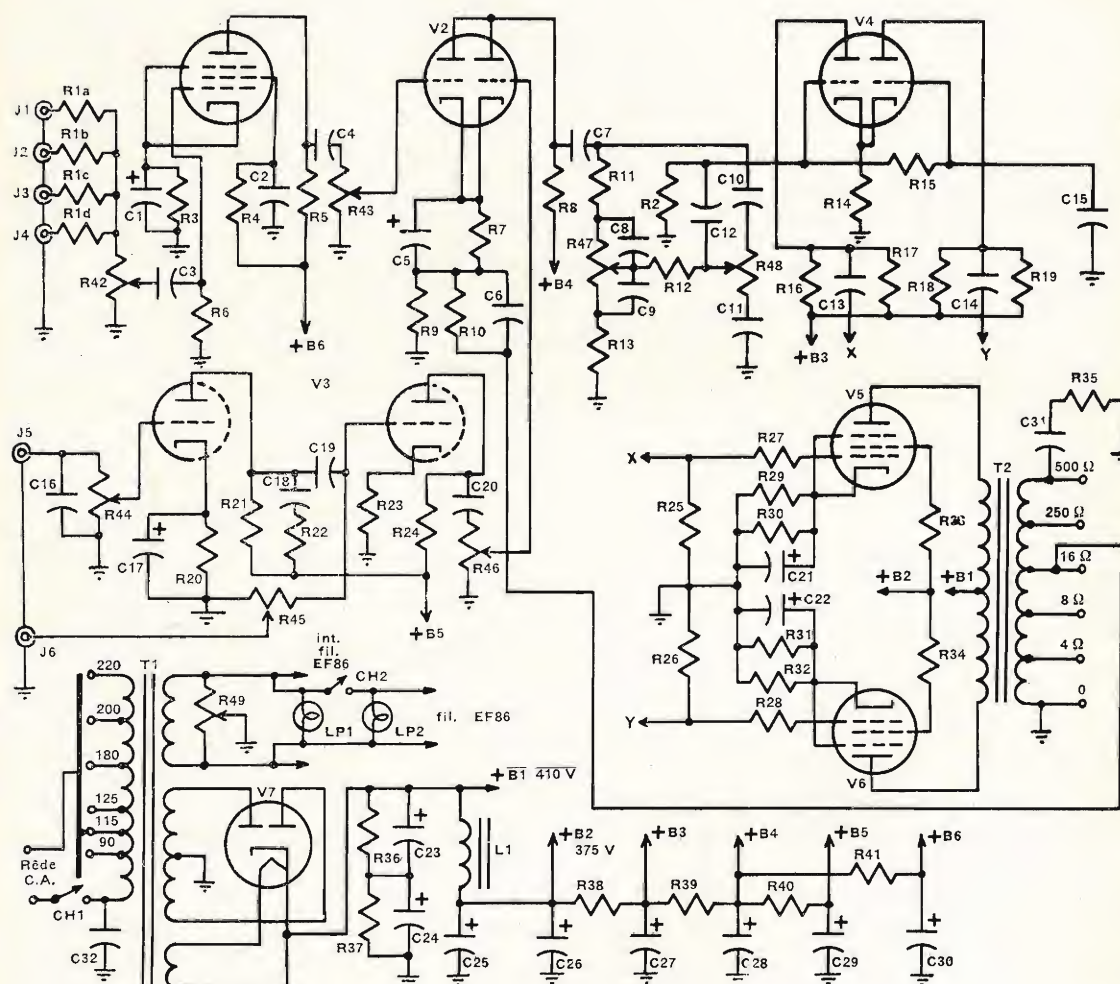 V2
V4
J1
R1a
J2
R1b
J3
R1c
J4
R1d
+
C1
R3
C2
R4
R5
C4
R43
R42
C3
R6
+B6
+
C5
R7
R9
R10
C6
C7
R8
R11
+B4
R47
C8
C9
R12
R13
R2
C12
C10
R48
C11
R14
R15
C15
R16
C13
R17
R18
C14
R19
+B3
X
Y
V3
J5
C16
R44
+
C17
R20
R21
C18
R22
C19
R45
R23
R24
C20
R46
+B5
J6
V5
X
R27
R29
R30
R25
+
C21
+
C22
R31
R32
R26
Y
R28
V6
R36
+B2
+B1
R34
T2
C31
R35
500 Ω
250 Ω
16 Ω
8 Ω
4 Ω
0
220
200
180
125
115
90
T1
Rêde
C.A.
CH1
C32
R49
int.
fil.
EF86
CH2
LP1
LP2
fil. EF86
V7
+B1 410 V
R36
R37
+
C23
+
C24
L1
+
C25
+B2
375 V
+
C26
R38
+B3
+
C27
R39
+B4
+
C28
R40
+B5
+
C29
R41
+B6
+
C30